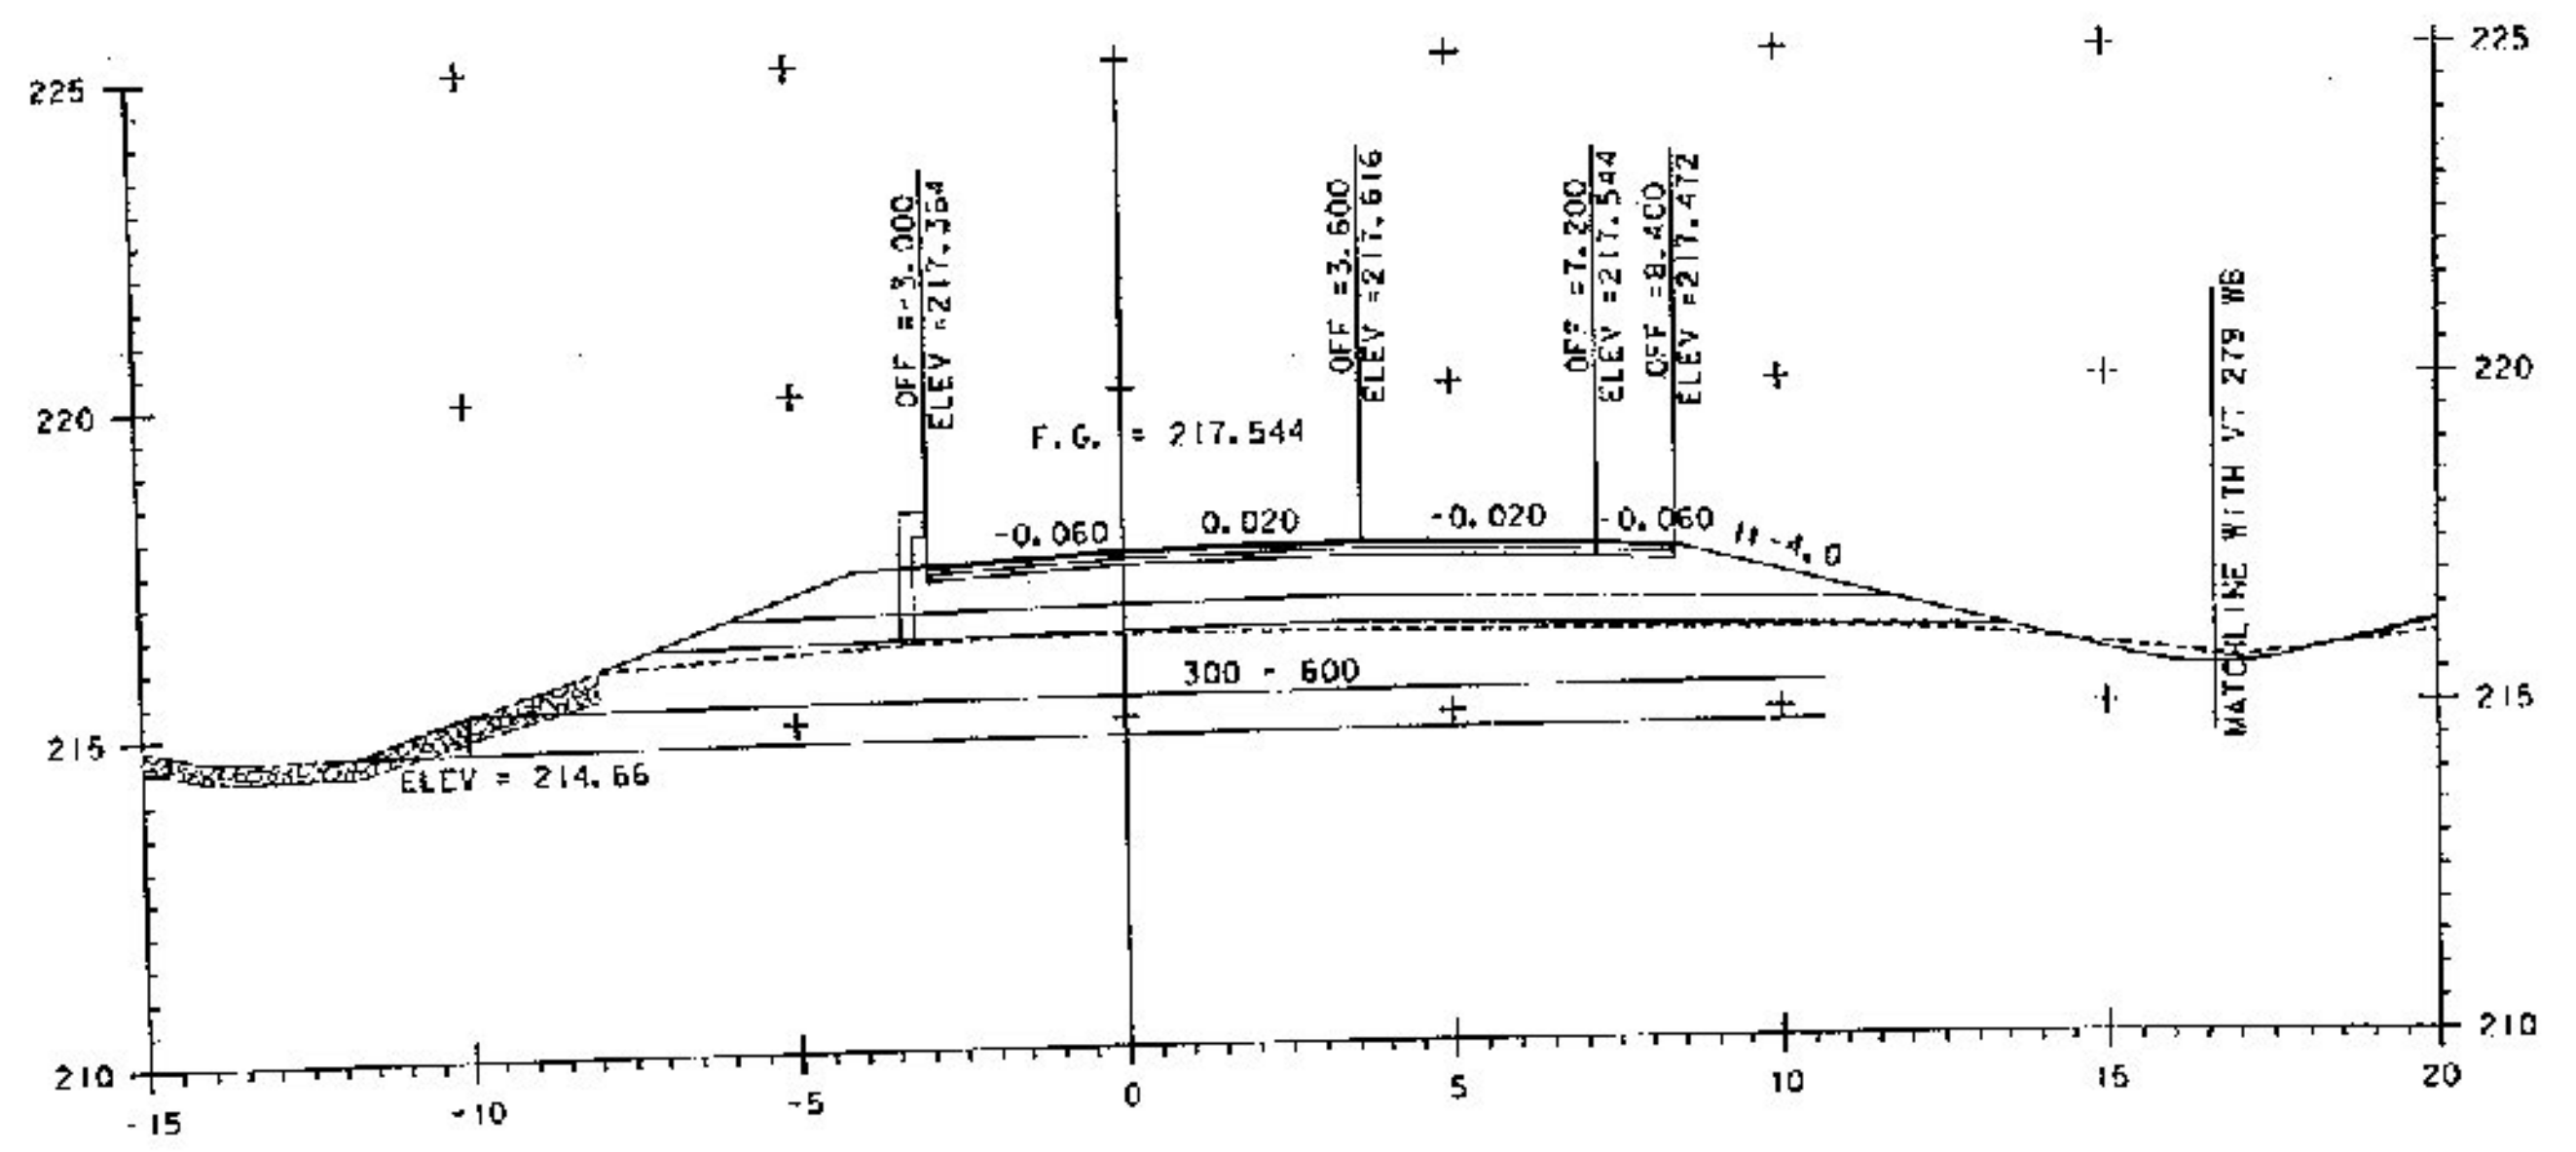 225
225
OFF =-3.000
ELEV =217.364
OFF =3.600
ELEV =217.616
OFF =7.200
ELEV =217.544
OFF =8.400
ELEV =217.472
MATCHLINE WITH VT 279 WB
220
220
F.G. = 217.544
-0.060
0.020
-0.020
-0.060
-4.0
300 - 600
215
215
ELEV = 214.66
210
210
-15
-10
-5
0
5
10
15
20